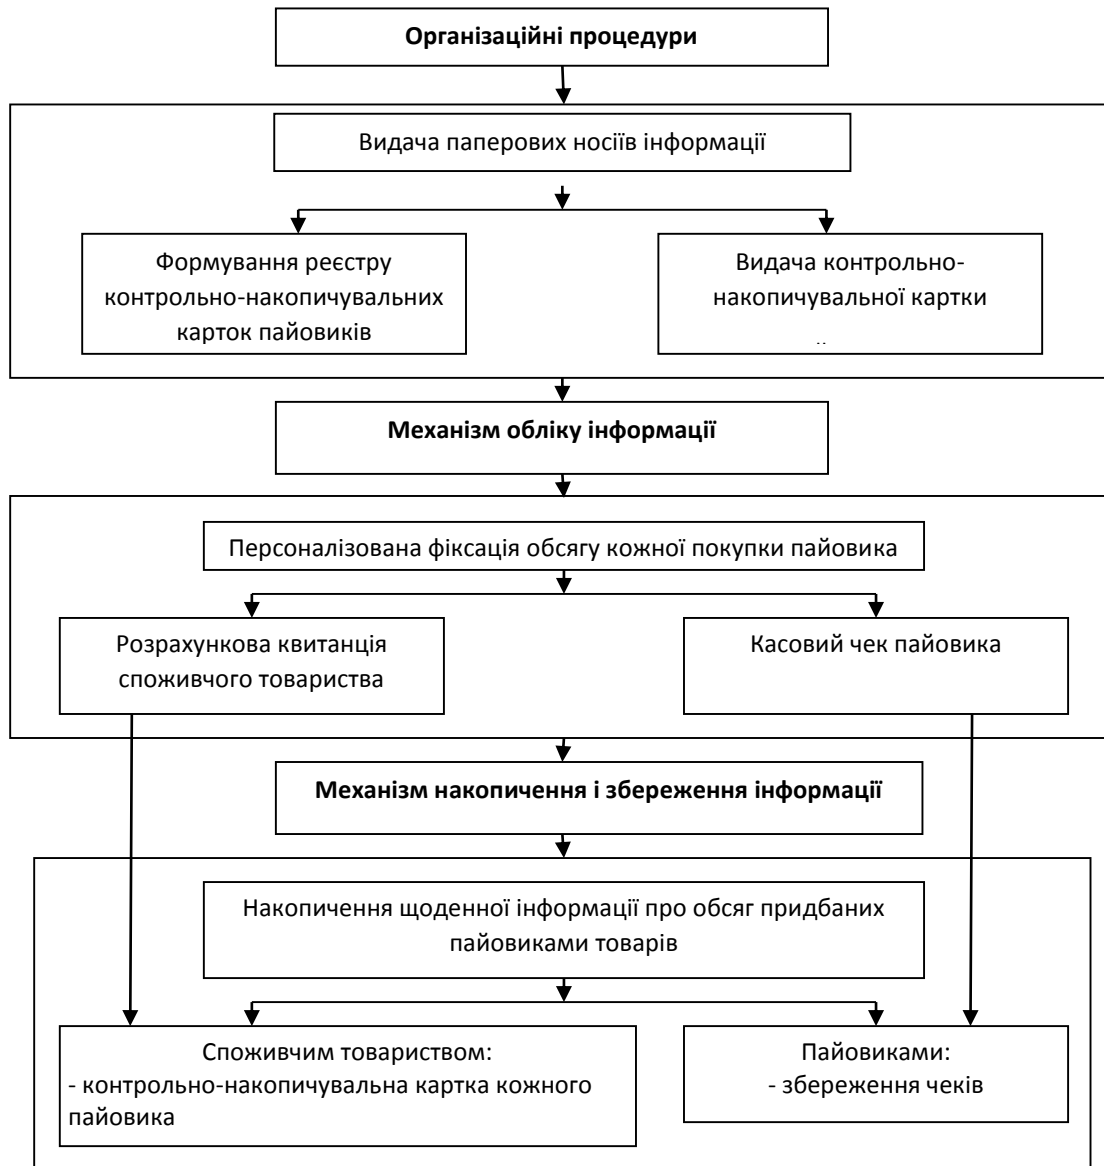 Організаційні процедури
Видача паперових носіїв інформації
Формування реєстру
контрольно-накопичувальних
карток пайовиків
Видача контрольно-
накопичувальної картки
Механізм обліку інформації
Персоналізована фіксація обсягу кожної покупки пайовика
Розрахункова квитанція
споживчого товариства
Касовий чек пайовика
Механізм накопичення і збереження інформації
Накопичення щоденної інформації про обсяг придбаних
пайовиками товарів
Споживчим товариством:
- контрольно-накопичувальна картка кожного
пайовика
Пайовиками:
- збереження чеків